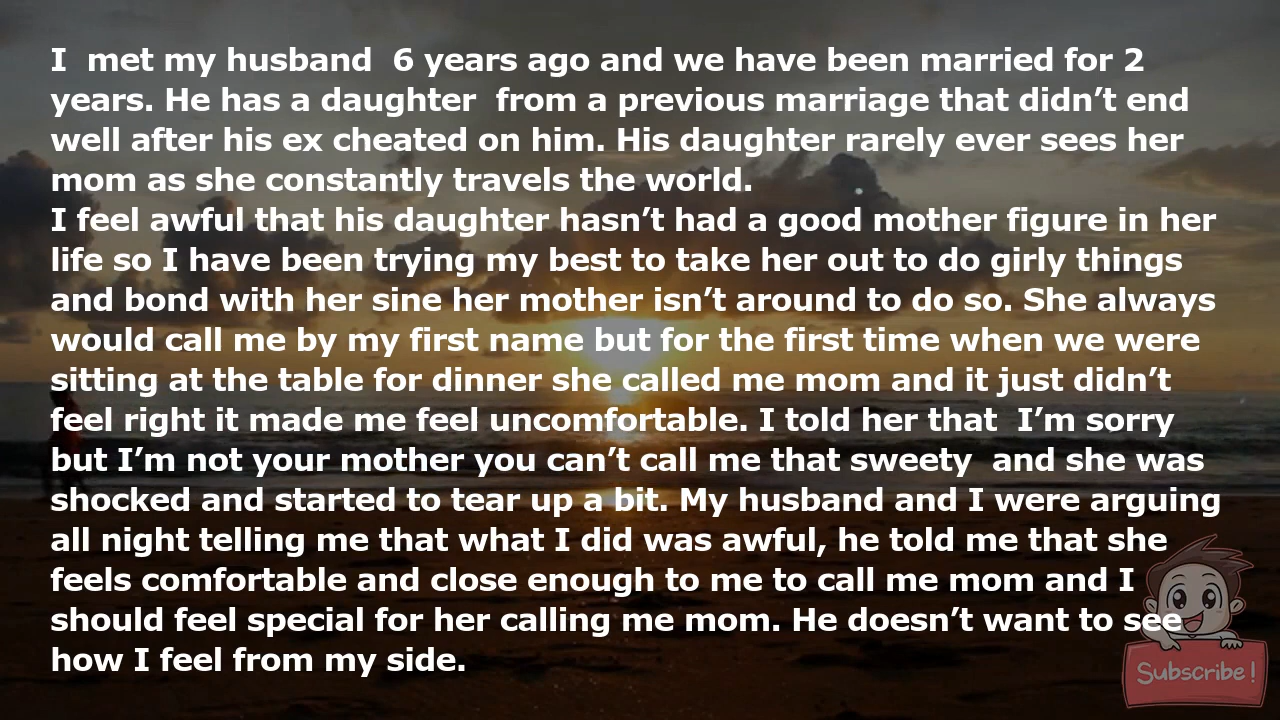 I  met my husband  6 years ago and we have been married for 2
years. He has a daughter  from a previous marriage that didn’t end
well after his ex cheated on him. His daughter rarely ever sees her
mom as she constantly travels the world.
I feel awful that his daughter hasn’t had a good mother figure in her
life so I have been trying my best to take her out to do girly things
and bond with her sine her mother isn’t around to do so. She always
would call me by my first name but for the first time when we were
sitting at the table for dinner she called me mom and it just didn’t
feel right it made me feel uncomfortable. I told her that  I’m sorry
but I’m not your mother you can’t call me that sweety  and she was
shocked and started to tear up a bit. My husband and I were arguing
all night telling me that what I did was awful, he told me that she
feels comfortable and close enough to me to call me mom and I
should feel special for her calling me mom. He doesn’t want to see
how I feel from my side.
Subscribe!